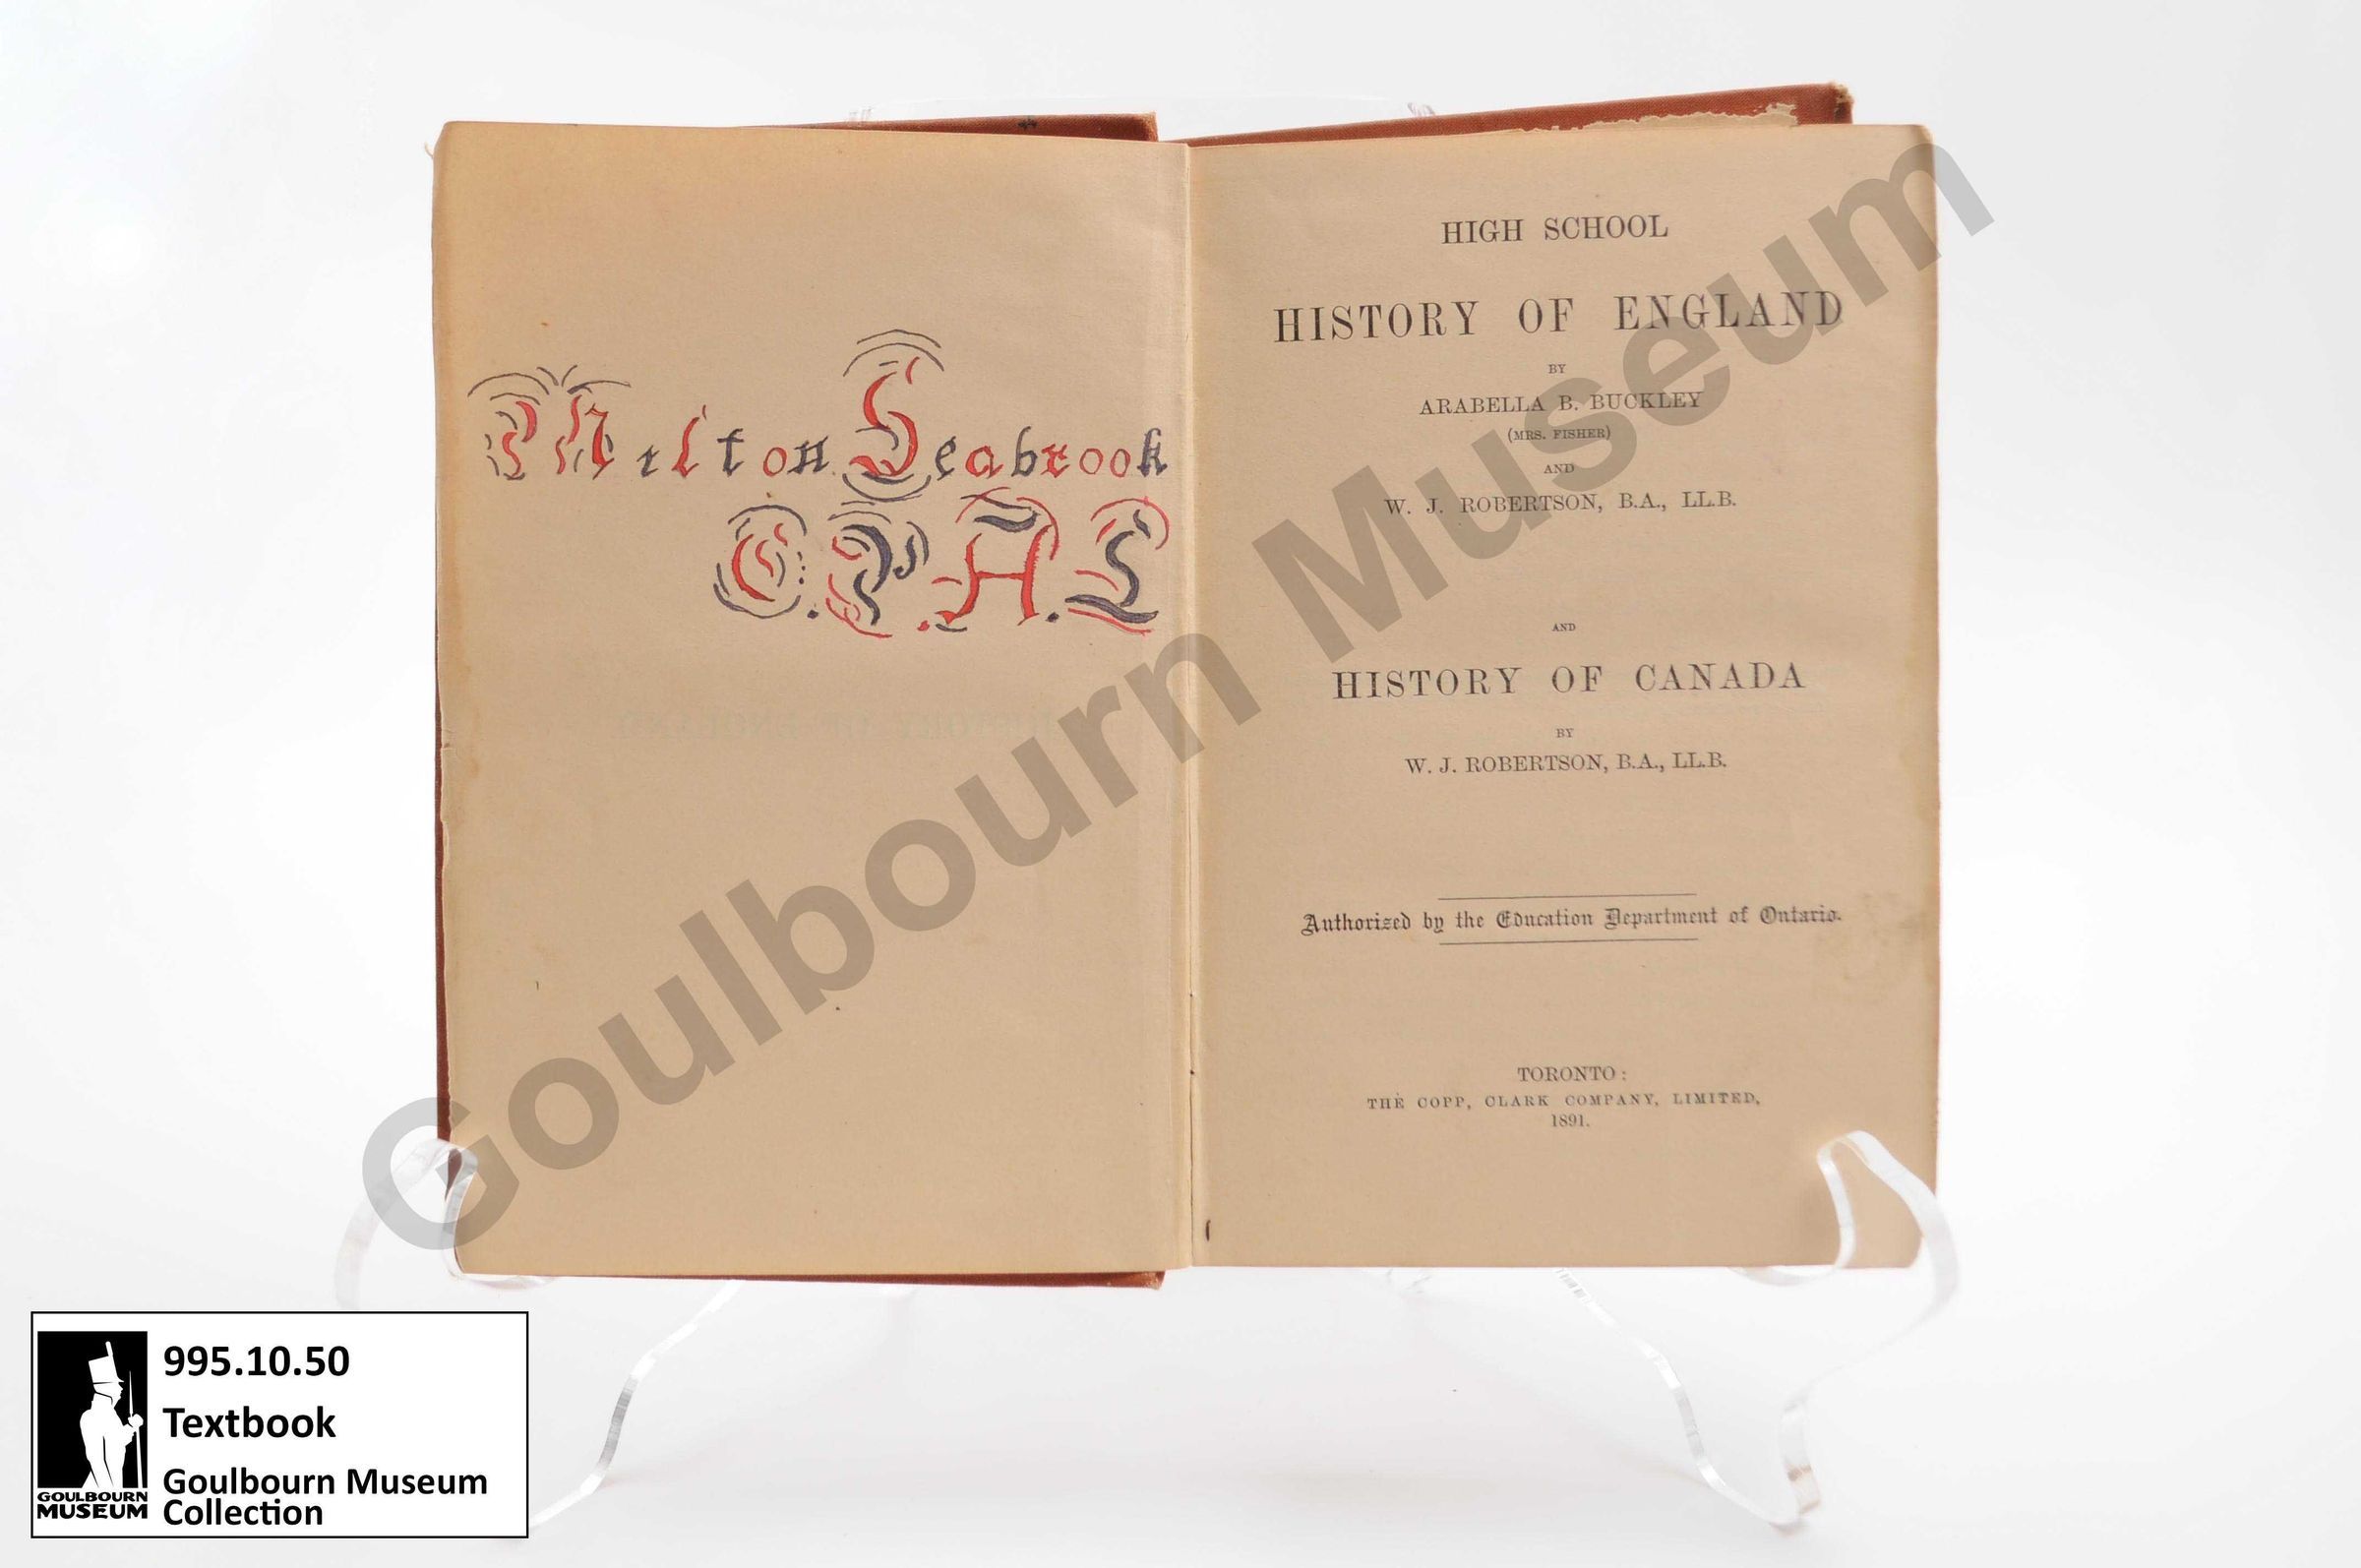 Milton Seabrook
C.P.H.S
HIGH SCHOOL
HISTORY OF ENGLAND
BY
ARABELLA B. BUCKLEY
(MRS. FISHER)
AND
W. J. ROBERTSON, B.A., LL.B.
AND
HISTORY OF CANADA
BY
W. J. ROBERTSON, B.A., LL.B.
Authorized by the Education Department of Ontario.
TORONTO:
THE COPP, CLARK COMPANY, LIMITED,
1891.
Goulbourn Museum
995.10.50
Textbook
Goulbourn Museum
Collection
GOULBOURN
MUSEUM